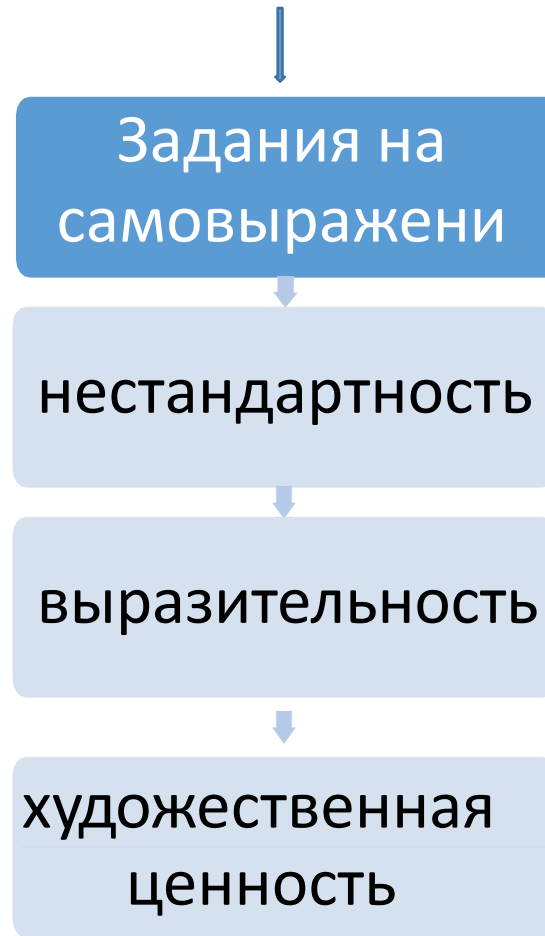 Задания на
самовыражени
нестандартность
выразительность
художественная
ценность